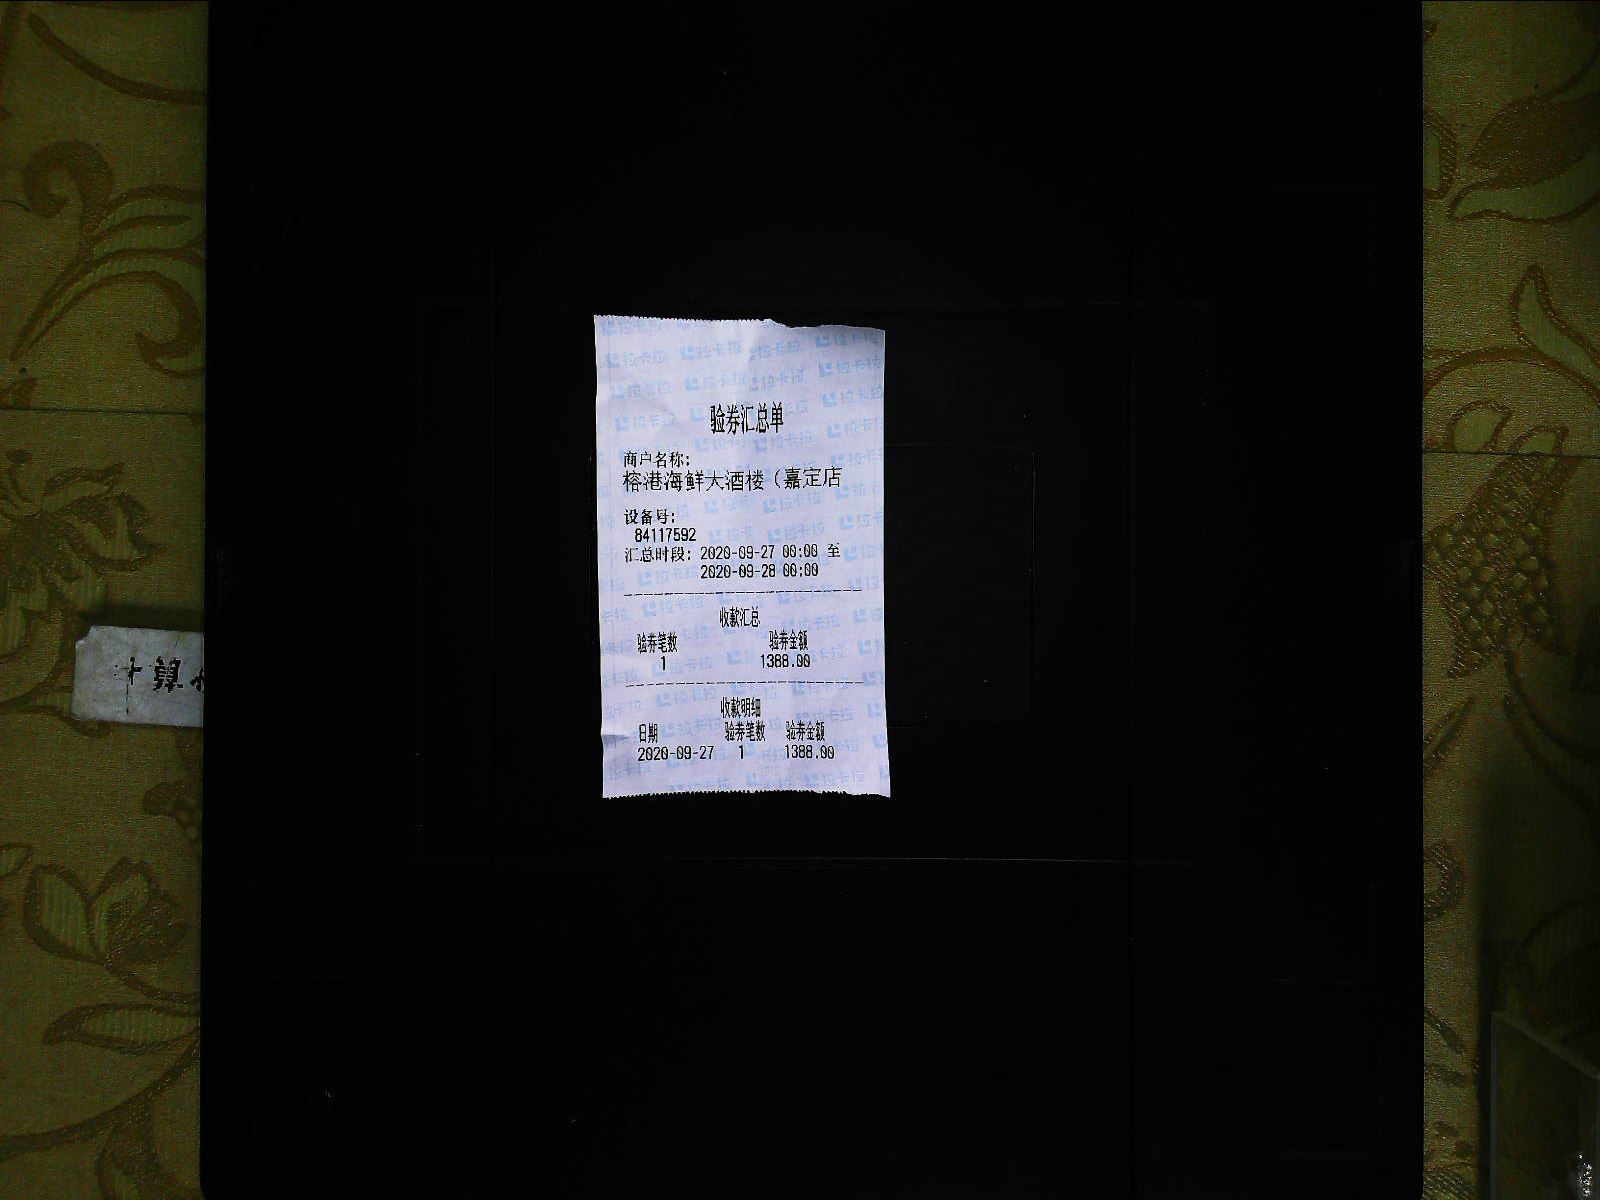 验券汇总单
商户名称:
榕港海鲜大酒楼（嘉定店
设备号:
84117592
汇总时段: 2020-09-27 00:00 至
2020-09-28 00:00
收款汇总
验券笔数 验券金额
1 1388.00
收款明细
日期 验券笔数 验券金额
2020-09-27 1 1388.00
拉卡拉